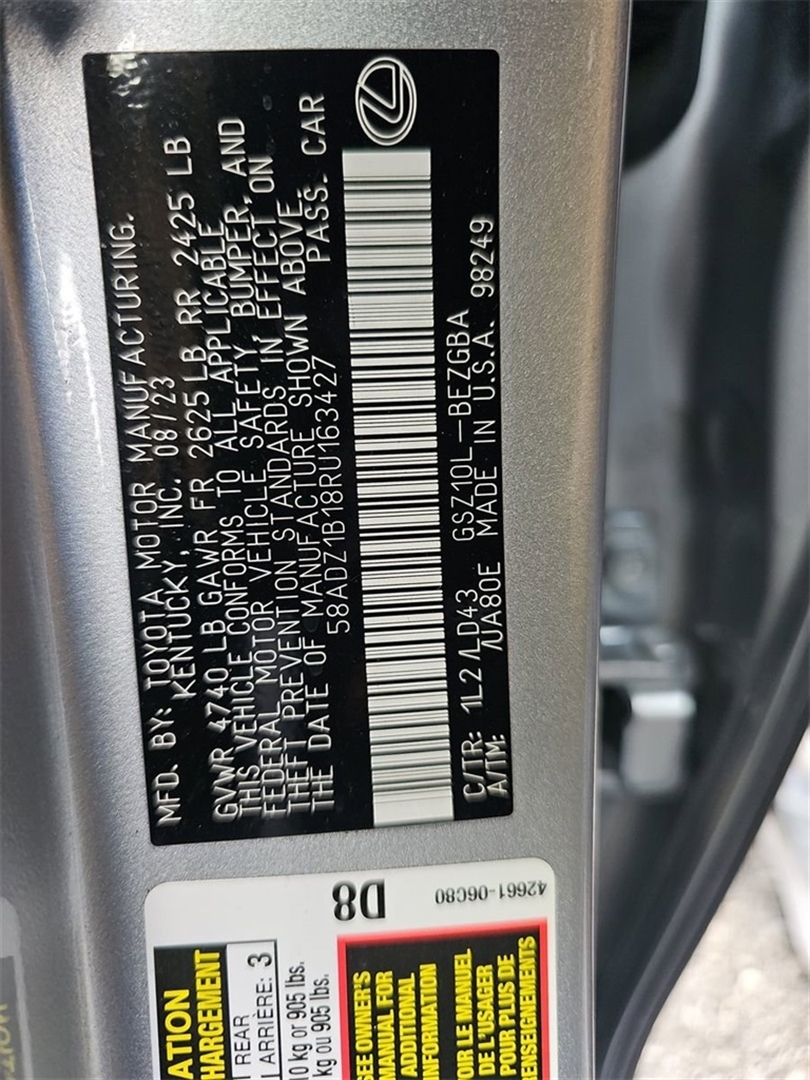 MFD. BY: TOYOTA MOTOR MANUFACTURING.
KENTUCKY, INC. 08/23
GVWR 4740 LB GAWR FR 2625 LB RR 2425 LB
THIS VEHICLE CONFORMS TO ALL APPLICABLE
FEDERAL MOTOR VEHICLE SAFETY, BUMPER, AND
THEFT PREVENTION STANDARDS IN EFFECT ON
THE DATE OF MANUFACTURE SHOWN ABOVE.
58ADZ1B18RU163427 PASS. CAR
C/TR: 1L2/LD43 GSZ10L-BEZGBA
A/TM: /UA80E MADE IN U.S.A. 98249
D8
42661-06C80
REAR
ARRIÈRE: 3
10 kg or 905 lbs.
kg ou 905 lbs.
SEE OWNER'S
MANUAL FOR
ADDITIONAL
INFORMATION
VOIR LE MANUEL
DE L'USAGER
POUR PLUS DE
RENSEIGNEMENTS